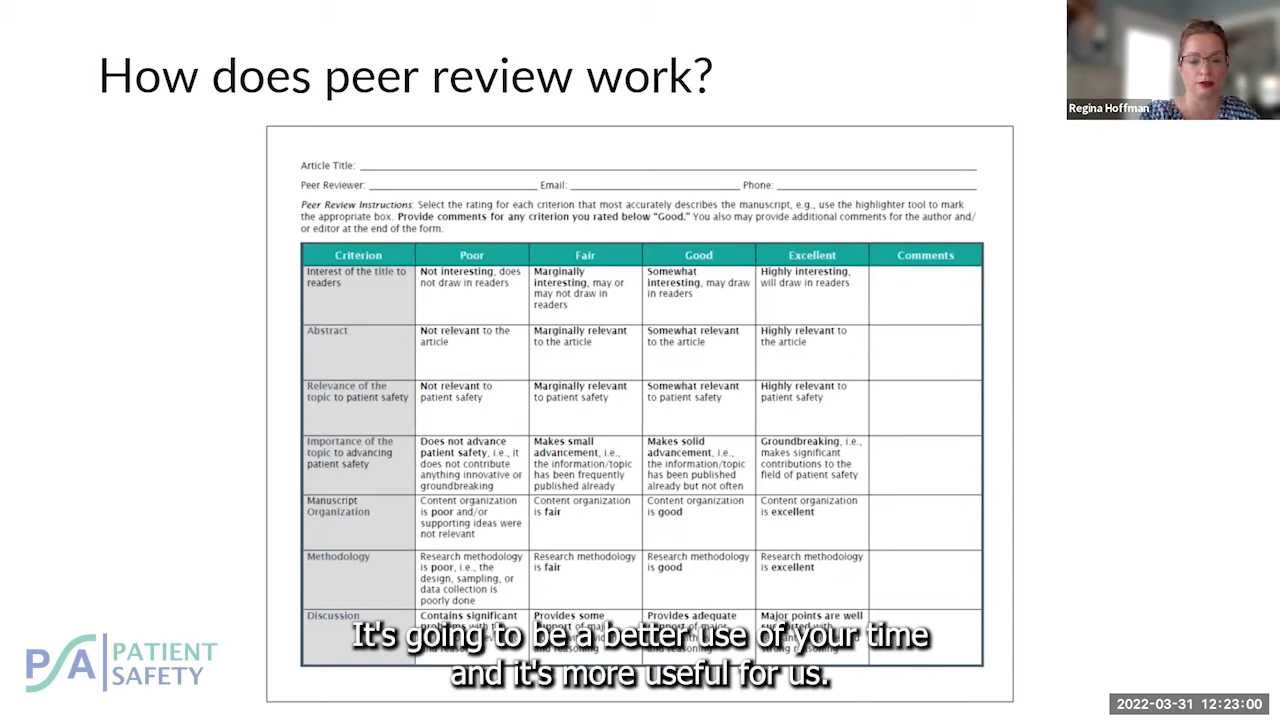 How does peer review work?
Regina Hoffman
Article Title:
Peer Reviewer: Email: Phone:
Peer Review Instructions: Select the rating for each criterion that most accurately describes the manuscript, e.g., use the highlighter tool to mark
the appropriate box. Provide comments for any criterion you rated below "Good." You also may provide additional comments for the author and/
or editor at the end of the form.
Criterion Poor Fair Good Excellent Comments
Interest of the title to
readers
Not interesting, does
not draw in readers
Marginally
interesting, may or
may not draw in
readers
Somewhat
interesting, may draw
in readers
Highly interesting,
will draw in readers
Abstract
Not relevant to the
article
Marginally relevant
to the article
Somewhat relevant
to the article
Highly relevant to
the article
Relevance of the
topic to patient safety
Not relevant to
patient safety
Marginally relevant
to patient safety
Somewhat relevant
to patient safety
Highly relevant to
patient safety
Importance of the
topic to advancing
patient safety
Does not advance
patient safety, i.e., it
does not contribute
anything innovative or
groundbreaking
Makes small
advancement, i.e.,
the information/topic
has been frequently
published already
Makes solid
advancement, i.e.,
the information/topic
has been published
already but not often
Groundbreaking, i.e.,
makes significant
contributions to the
field of patient safety
Manuscript
Organization
Content organization
is poor and/or
supporting ideas were
not relevant
Content organization
is fair
Content organization
is good
Content organization
is excellent
Methodology
Research methodology
is poor, i.e., the
design, sampling, or
data collection is
poorly done
Research methodology
is fair
Research methodology
is good
Research methodology
is excellent
Discussion
Contains significant
Provides some
Provides adequate
Major points are well
It's going to be a better use of your time
and it's more useful for us.
PSA PATIENT
SAFETY
2022-03-31 12:23:00